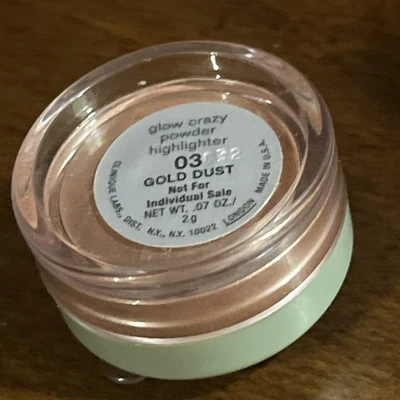 glow crazy
powder
highlighter
03
GOLD DUST
Not For
Individual Sale
NET WT. .07 OZ./
2 g
CLINIQUE LABS., DIST. N.Y., N.Y. 10022 LONDON MADE IN U.S.A.